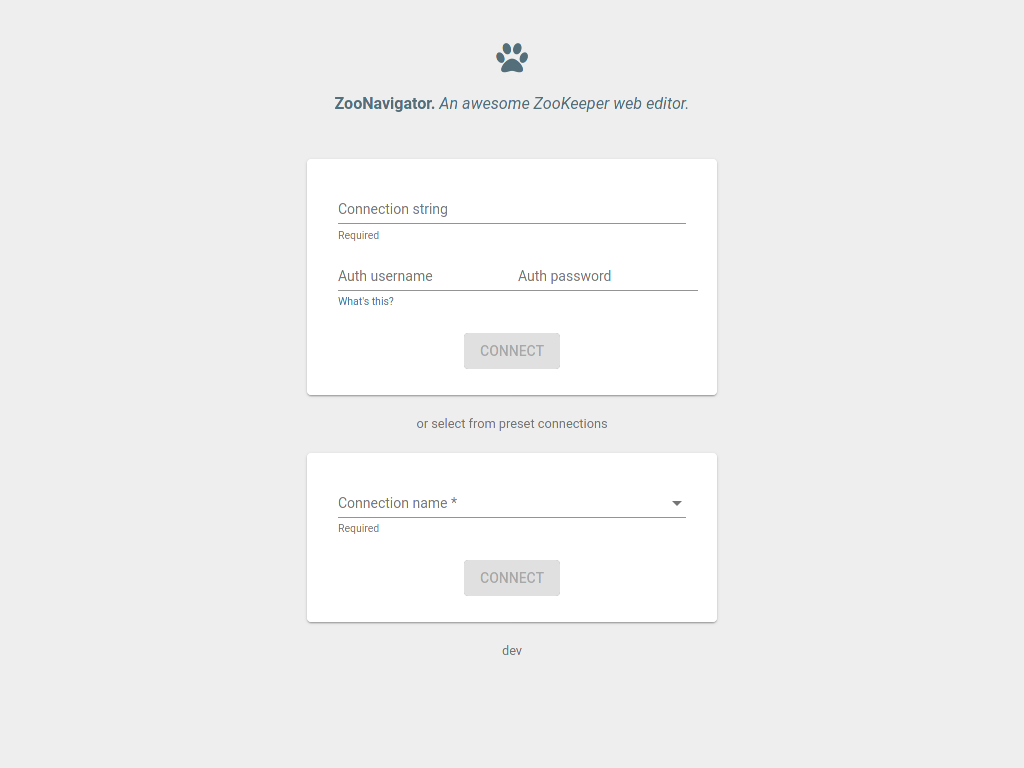 ZooNavigator. An awesome ZooKeeper web editor.
Connection string
Required
Auth username Auth password
What's this?
CONNECT
or select from preset connections
Connection name *
Required
CONNECT
dev